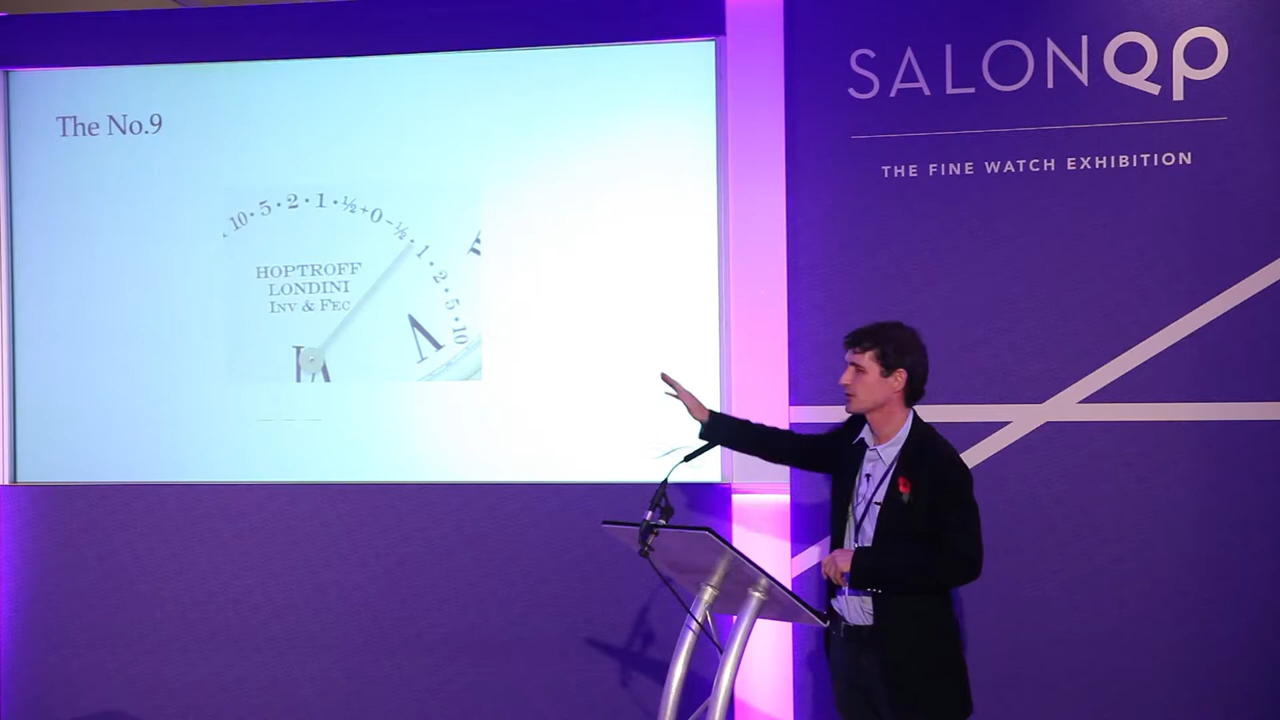 The No.9
10 · 5 · 2 · 1 · ½ + 0 - ½ · 1 · 2 · 5 · 10
HOPTROFF
LONDINI
INV & FEC
V
SALONQP
THE FINE WATCH EXHIBITION